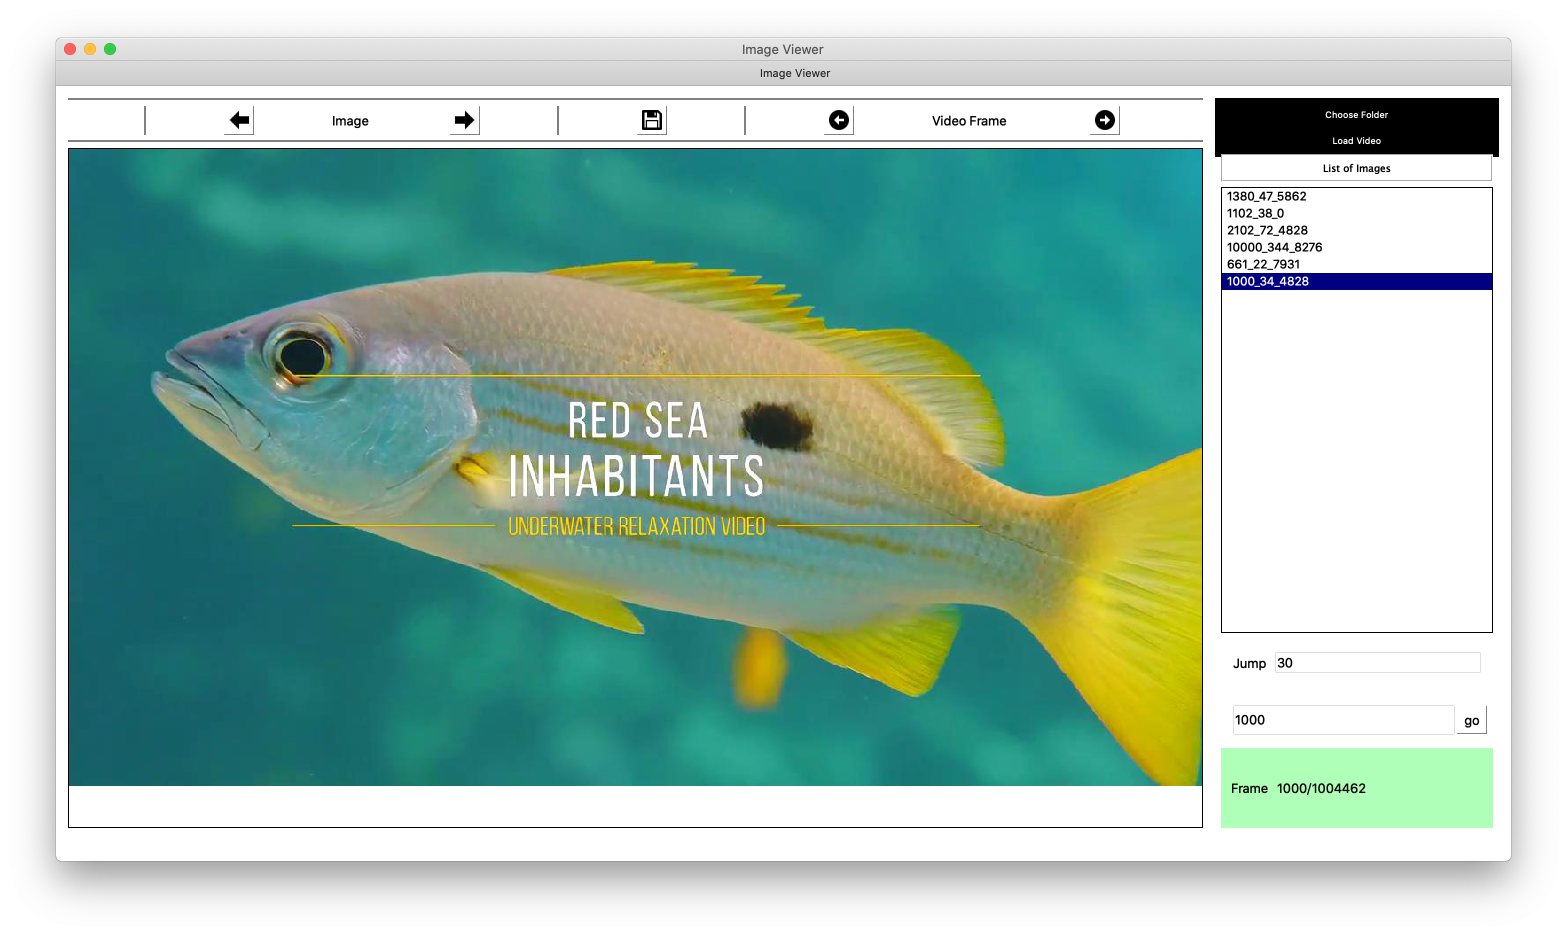 Image Viewer
Image Viewer
Image
Video Frame
Choose Folder
Load Video
List of Images
1380_47_5862
1102_38_0
2102_72_4828
10000_344_8276
661_22_7931
1000_34_4828
RED SEA
INHABITANTS
UNDERWATER RELAXATION VIDEO
Jump 30
1000 go
Frame 1000/1004462